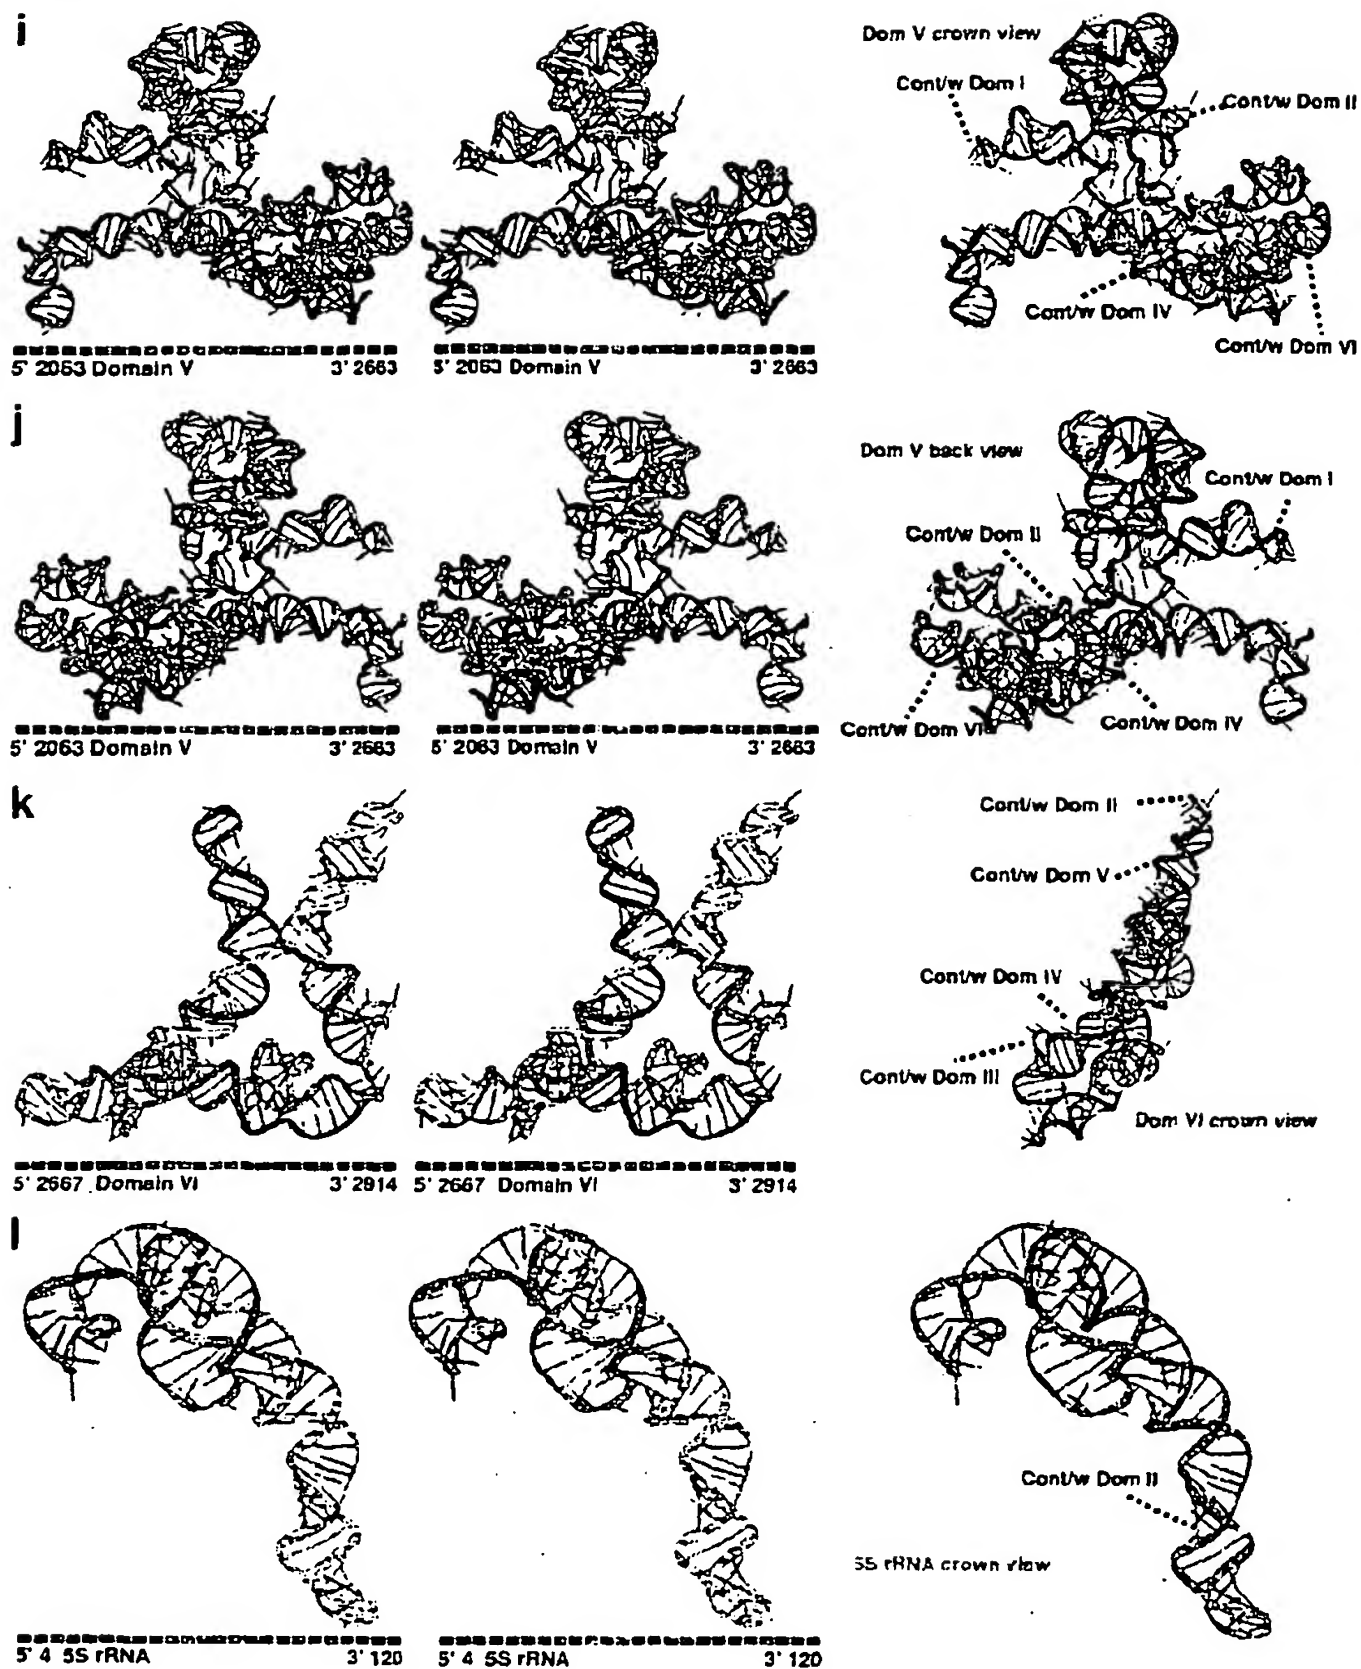 i
Dom V crown view
Cont/w Dom I
Cont/w Dom II
Cont/w Dom IV
Cont/w Dom VI
5' 2063 Domain V 3' 2663
5' 2063 Domain V 3' 2663
j
Dom V back view
Cont/w Dom I
Cont/w Dom II
Cont/w Dom VI
Cont/w Dom IV
5' 2063 Domain V 3' 2663
5' 2063 Domain V 3' 2663
k
Cont/w Dom II
Cont/w Dom V
Cont/w Dom IV
Cont/w Dom III
Dom VI crown view
5' 2667 Domain VI 3' 2914
5' 2667 Domain VI 3' 2914
l
Cont/w Dom II
5S rRNA crown view
5' 4 5S rRNA 3' 120
5' 4 5S rRNA 3' 120